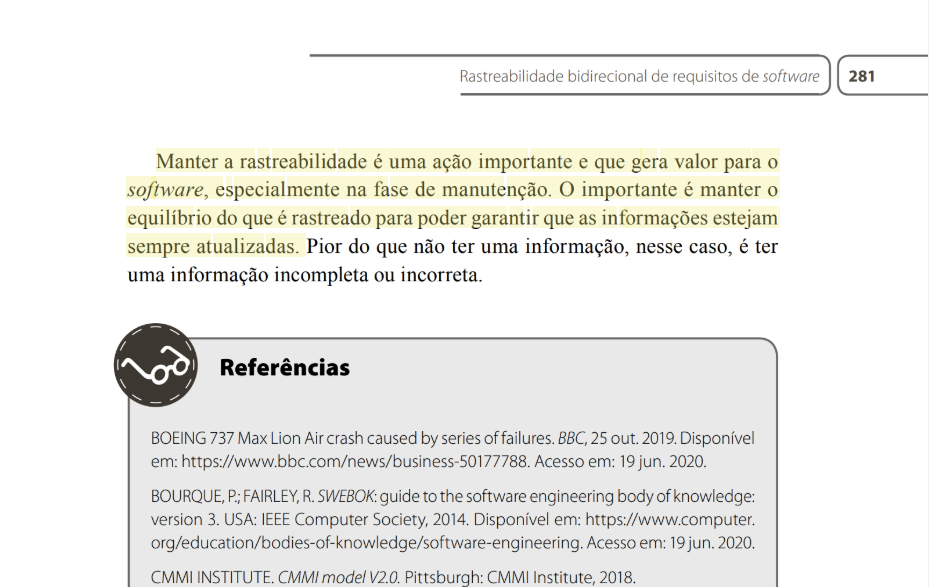 Rastreabilidade bidirecional de requisitos de software 281
Manter a rastreabilidade é uma ação importante e que gera valor para o
software, especialmente na fase de manutenção. O importante é manter o
equilíbrio do que é rastreado para poder garantir que as informações estejam
sempre atualizadas. Pior do que não ter uma informação, nesse caso, é ter
uma informação incompleta ou incorreta.
Referências
BOEING 737 Max Lion Air crash caused by series of failures. BBC, 25 out. 2019. Disponível
em: https://www.bbc.com/news/business-50177788. Acesso em: 19 jun. 2020.
BOURQUE, P.; FAIRLEY, R. SWEBOK: guide to the software engineering body of knowledge:
version 3. USA: IEEE Computer Society, 2014. Disponível em: https://www.computer.
org/education/bodies-of-knowledge/software-engineering. Acesso em: 19 jun. 2020.
CMMI INSTITUTE. CMMI model V2.0. Pittsburgh: CMMI Institute, 2018.